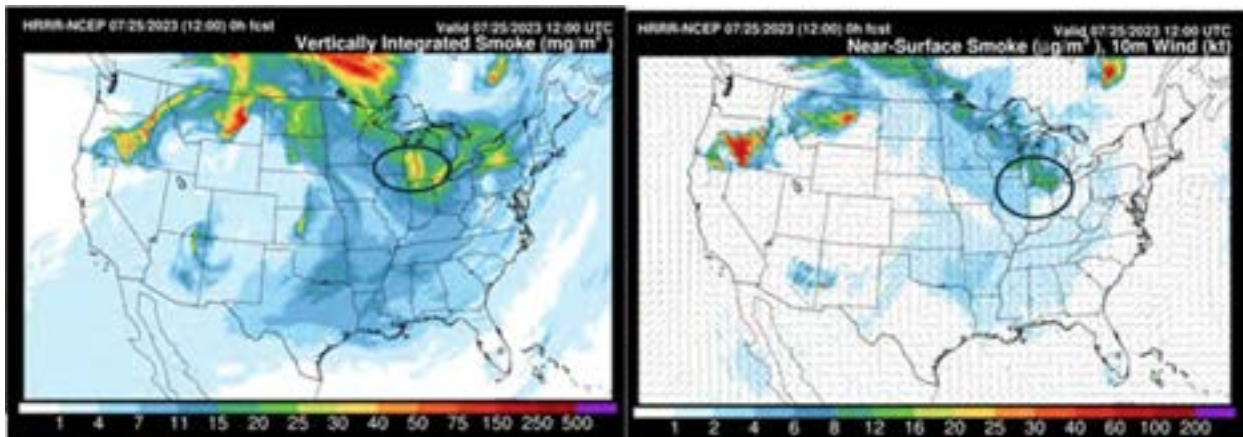 HRRR-NCEP 07/25/2023 (12:00) 0h fcst
Valid 07/25/2023 12:00 UTC
Vertically Integrated Smoke (mg/m²)
1 4 7 11 15 20 25 30 40 50 75 150 250 500
HRRR-NCEP 07/25/2023 (12:00) 0h fcst
Valid 07/25/2023 12:00 UTC
Near-Surface Smoke (μg/m³), 10m Wind (kt)
1 2 4 6 8 12 16 20 25 30 40 60 100 200